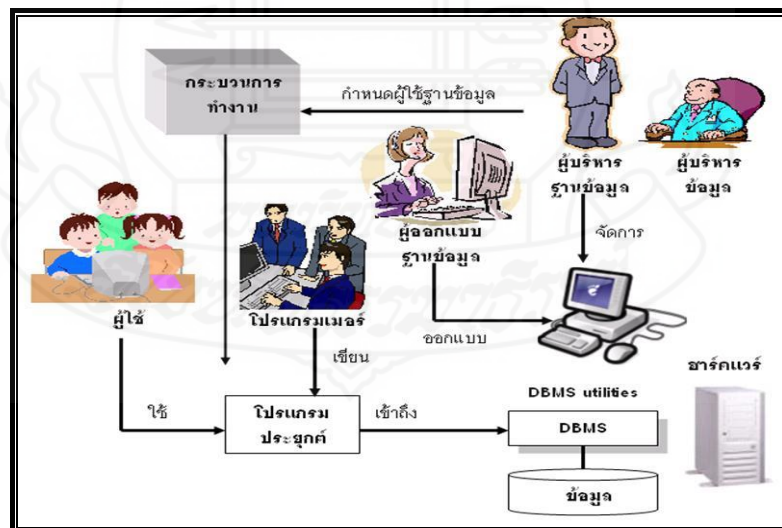 กระบวนการ
ทำงาน
กำหนดผู้ใช้ฐานข้อมูล
ผู้บริหาร
ฐานข้อมูล
ผู้บริหาร
ข้อมูล
ผู้ออกแบบ
ฐานข้อมูล
จัดการ
ผู้ใช้
โปรแกรมเมอร์
ออกแบบ
เขียน
ฮาร์ดแวร์
ใช้
โปรแกรม
ประยุกต์
เข้าถึง
DBMS utilities
DBMS
ข้อมูล